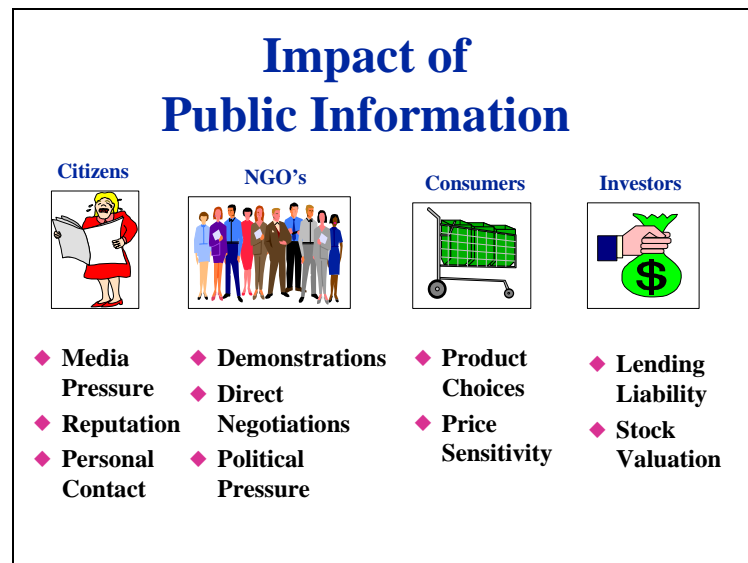 Impact of
Public Information
Citizens
NGO's
Consumers
Investors
$
◆ Media
Pressure
◆ Reputation
◆ Personal
Contact
◆ Demonstrations
◆ Direct
Negotiations
◆ Political
Pressure
◆ Product
Choices
◆ Price
Sensitivity
◆ Lending
Liability
◆ Stock
Valuation